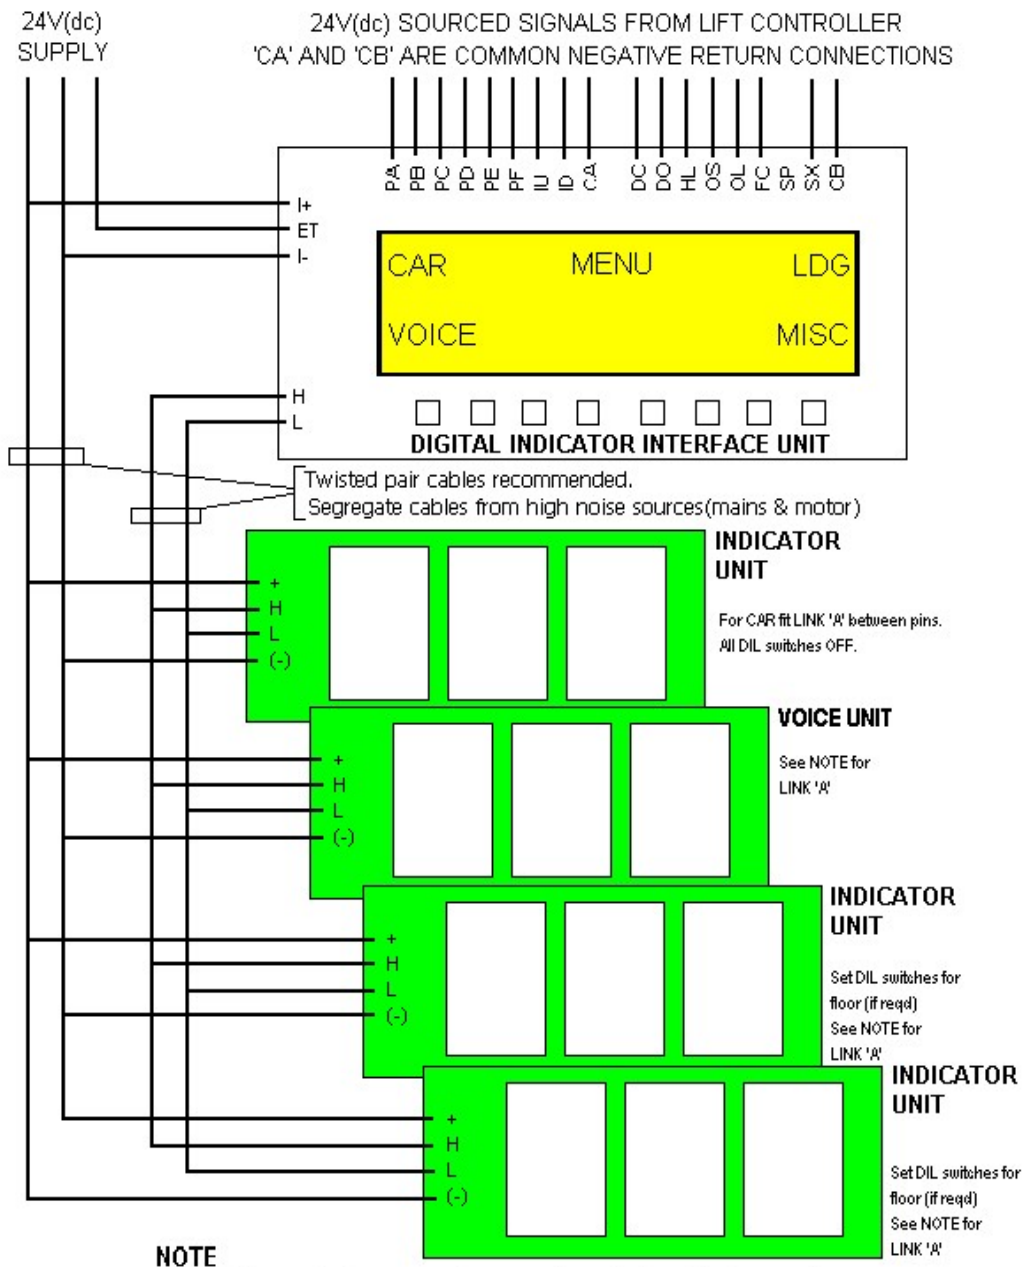 24V(dc)
SUPPLY
24V(dc) SOURCED SIGNALS FROM LIFT CONTROLLER
'CA' AND 'CB' ARE COMMON NEGATIVE RETURN CONNECTIONS
PA PB PC PD PE PF IU ID CA DC DO HL OS OL FC SP SX CB
I+
ET
I-
CAR MENU LDG
VOICE MISC
H
L
DIGITAL INDICATOR INTERFACE UNIT
Twisted pair cables recommended.
Segregate cables from high noise sources(mains & motor)
INDICATOR
UNIT
+
H
L
(-)
For CAR fit LINK 'A' between pins.
All DIL switches OFF.
VOICE UNIT
+
H
L
(-)
See NOTE for
LINK 'A'
INDICATOR
UNIT
+
H
L
(-)
Set DIL switches for
floor (if reqd)
See NOTE for
LINK 'A'
INDICATOR
UNIT
+
H
L
(-)
Set DIL switches for
floor (if reqd)
See NOTE for
LINK 'A'
NOTE